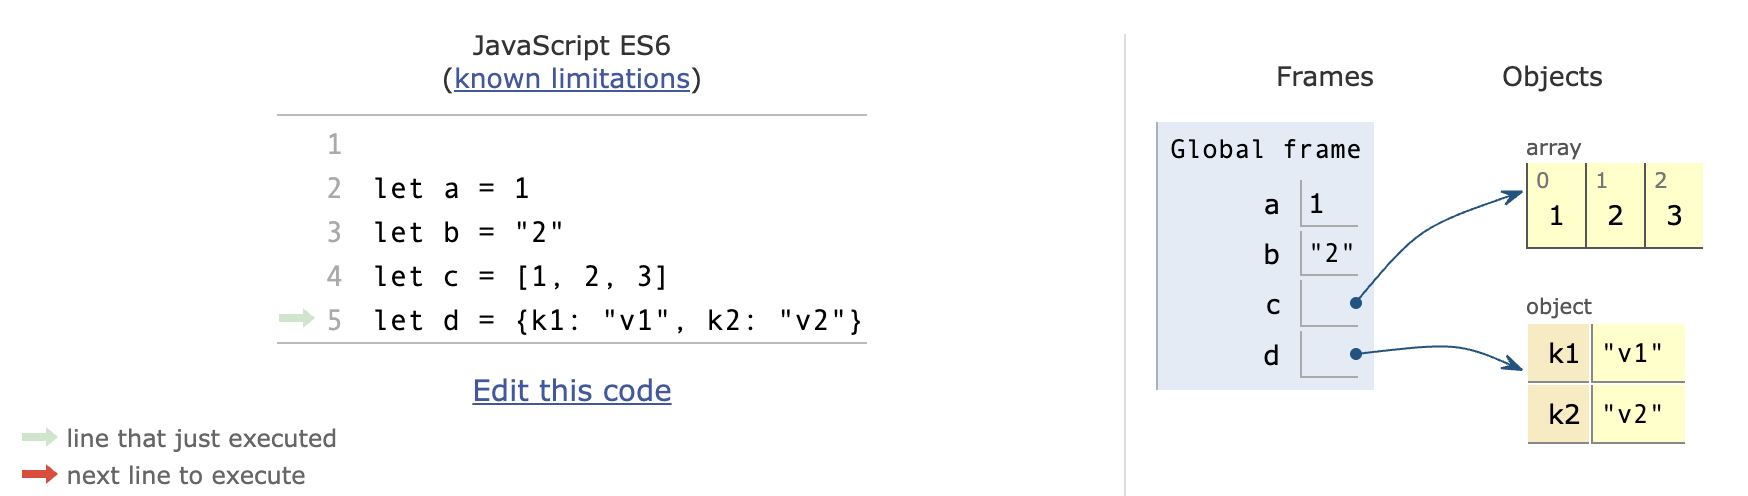 JavaScript ES6
(known limitations)
1
2 let a = 1
3 let b = "2"
4 let c = [1, 2, 3]
5 let d = {k1: "v1", k2: "v2"}
Edit this code
line that just executed
next line to execute
Frames
Objects
Global frame
a 1
b "2"
c
d
array
0 1 2
1 2 3
object
k1 "v1"
k2 "v2"